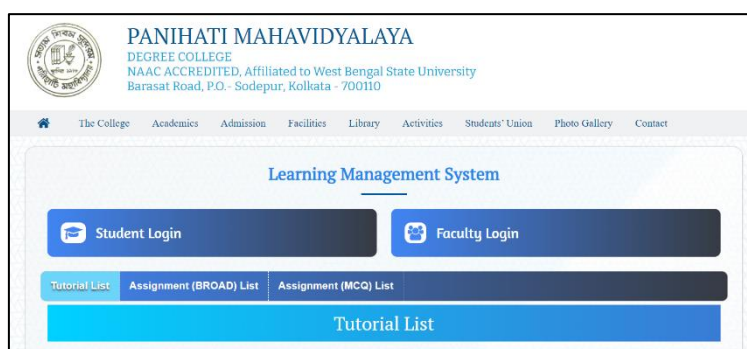 PANIHATI MAHAVIDYALAYA
DEGREE COLLEGE
NAAC ACCREDITED, Affiliated to West Bengal State University
Barasat Road, P.O.- Sodepur, Kolkata - 700110
The College Academics Admission Facilities Library Activities Students' Union Photo Gallery Contact
Learning Management System
Student Login Faculty Login
Tutorial List Assignment (BROAD) List Assignment (MCQ) List
Tutorial List